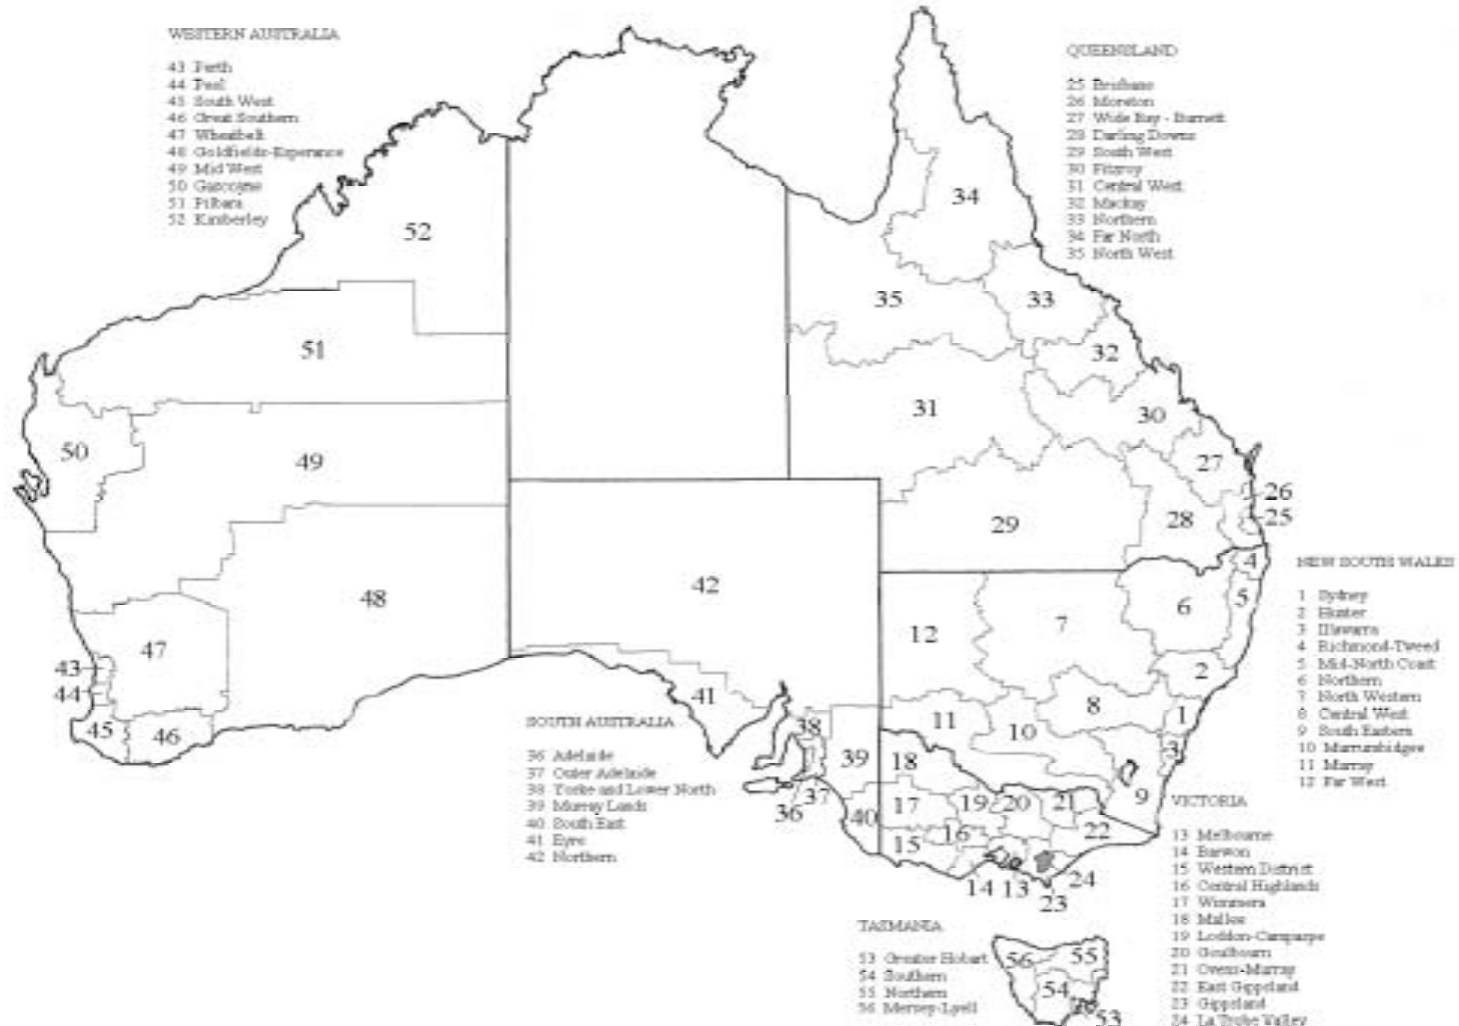 WESTERN AUSTRALIA
43 Perth
44 Peel
45 South West
46 Great Southern
47 Wheatbelt
48 Goldfields-Esperance
49 Mid West
50 Gascoyne
51 Pilbara
52 Kimberley
QUEENSLAND
25 Brisbane
26 Moreton
27 Wide Bay - Burnett
28 Darling Downs
29 South West
30 Fitzroy
31 Central West
32 Mackay
33 Northern
34 Far North
35 North West
NEW SOUTH WALES
1 Sydney
2 Hunter
3 Illawarra
4 Richmond-Tweed
5 Mid-North Coast
6 Northern
7 North Western
8 Central West
9 South Eastern
10 Murrumbidgee
11 Murray
12 Far West
SOUTH AUSTRALIA
36 Adelaide
37 Outer Adelaide
38 Yorke and Lower North
39 Murray Lands
40 South East
41 Eyre
42 Northern
VICTORIA
13 Melbourne
14 Barwon
15 Western District
16 Central Highlands
17 Wimmera
18 Mallee
19 Loddon-Campaspe
20 Goulbourn
21 Ovens-Murray
22 East Gippsland
23 Gippsland
24 La Trobe Valley
TASMANIA
53 Greater Hobart
54 Southern
55 Northern
56 Mersey-Lyell
34
52
35
33
51
32
31
30
50
49
27
26
25
29
28
4
42
48
5
6
7
12
47
43
44
2
41
8
1
45
46
38
11
10
3
39
18
9
37
36
40
17
19
20
21
22
16
15
14
13
24
23
56
55
54
53